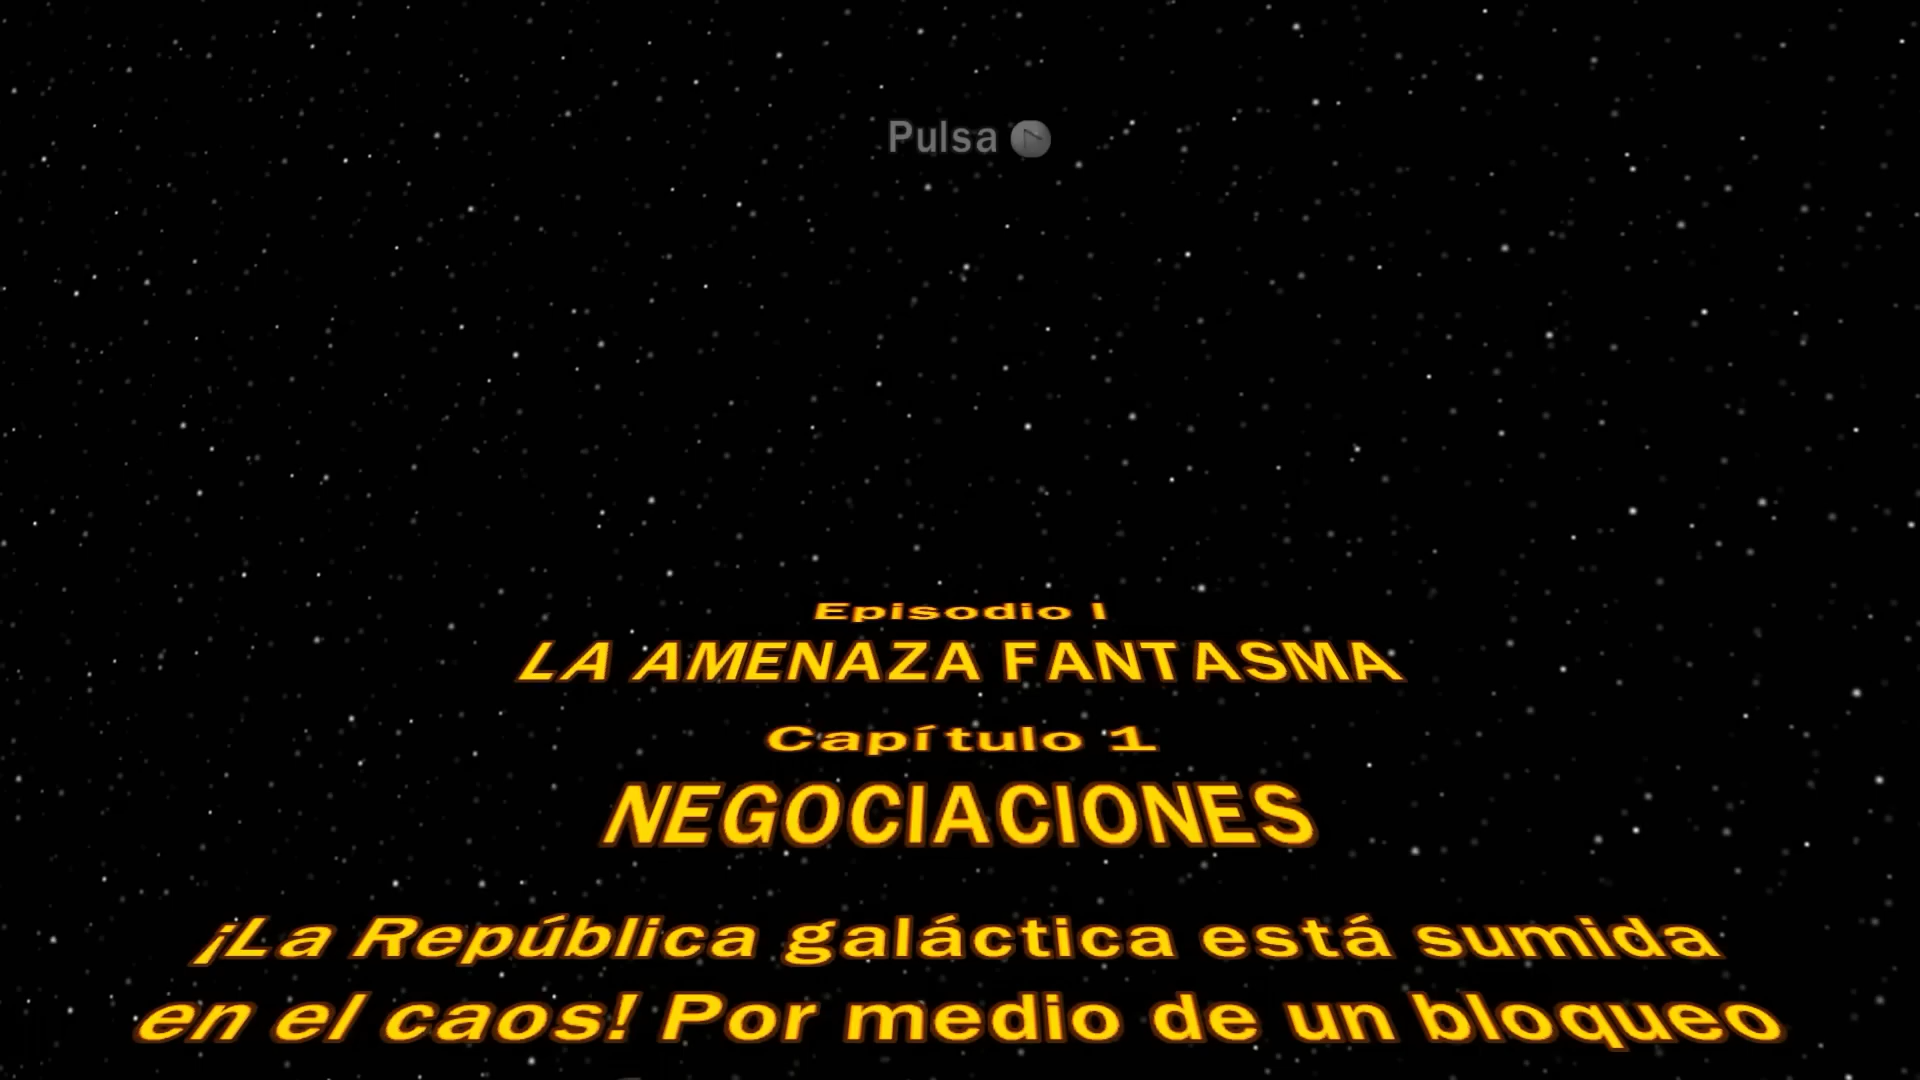 Pulsa
Episodio I
LA AMENAZA FANTASMA
Capítulo 1
NEGOCIACIONES
¡La República galáctica está sumida
en el caos! Por medio de un bloqueo